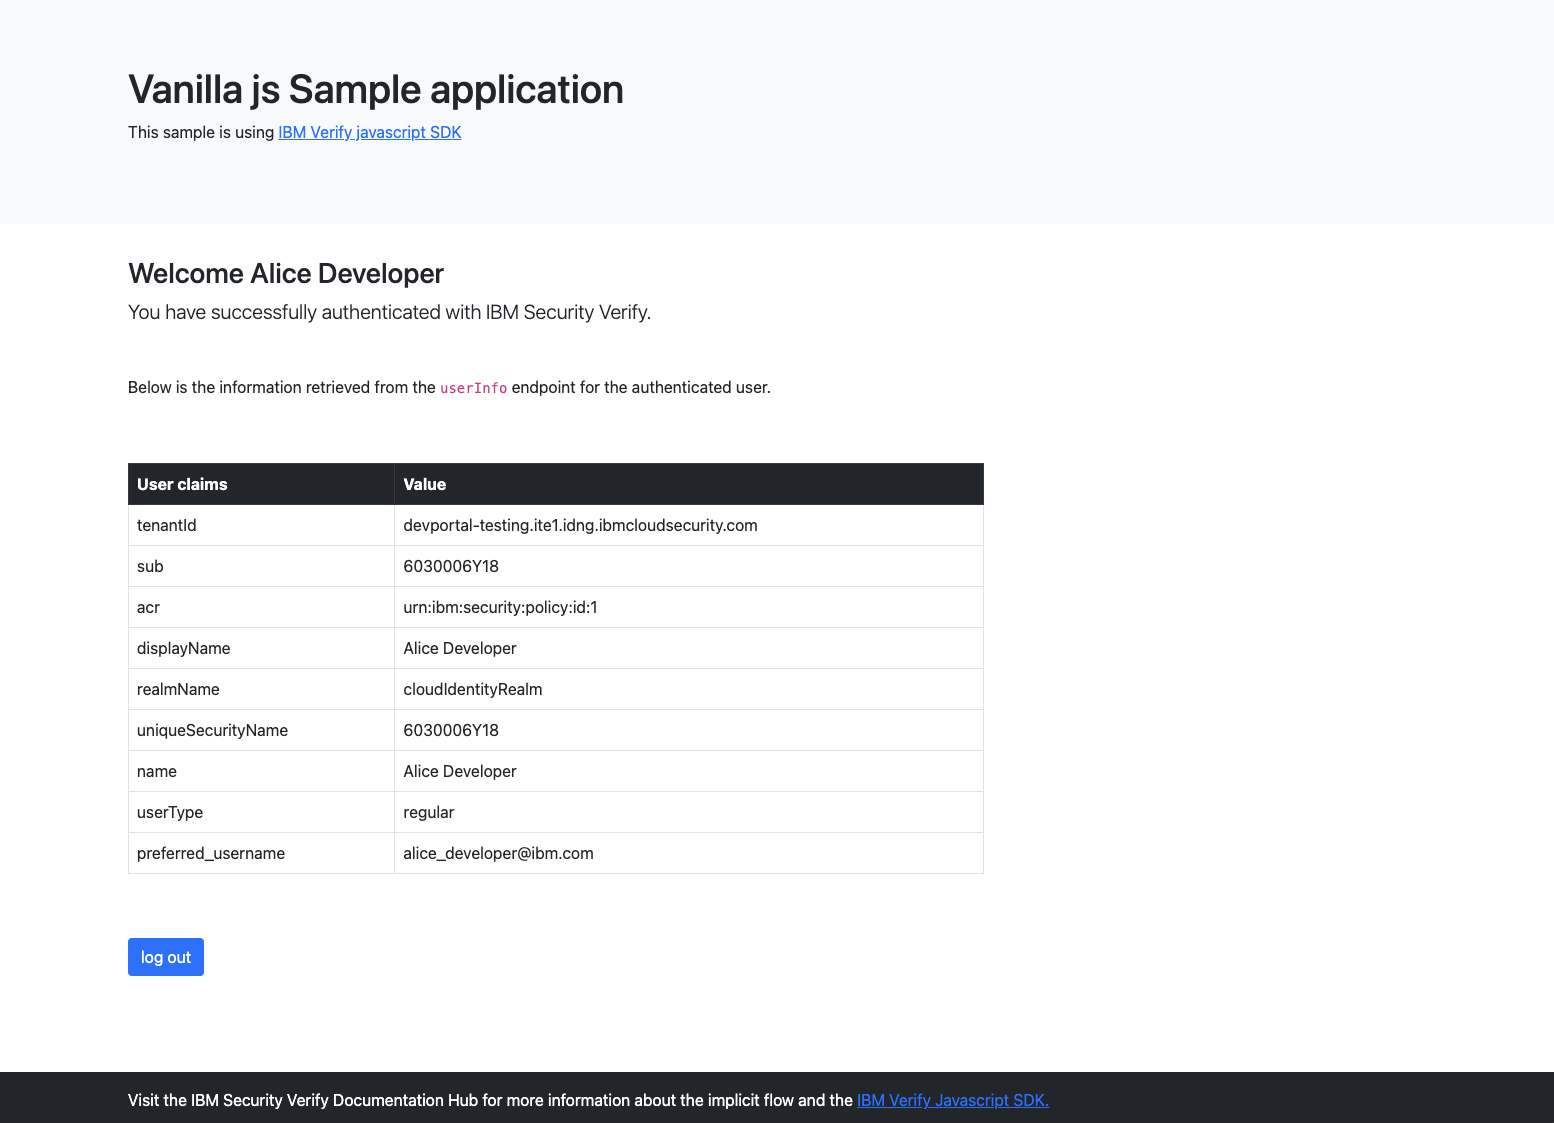 Vanilla js Sample application
This sample is using IBM Verify javascript SDK
Welcome Alice Developer
You have successfully authenticated with IBM Security Verify.
Below is the information retrieved from the userInfo endpoint for the authenticated user.
User claims Value
tenantId devportal-testing.ite1.idng.ibmcloudsecurity.com
sub 6030006Y18
acr urn:ibm:security:policy:id:1
displayName Alice Developer
realmName cloudIdentityRealm
uniqueSecurityName 6030006Y18
name Alice Developer
userType regular
preferred_username alice_developer@ibm.com
log out
Visit the IBM Security Verify Documentation Hub for more information about the implicit flow and the IBM Verify Javascript SDK.